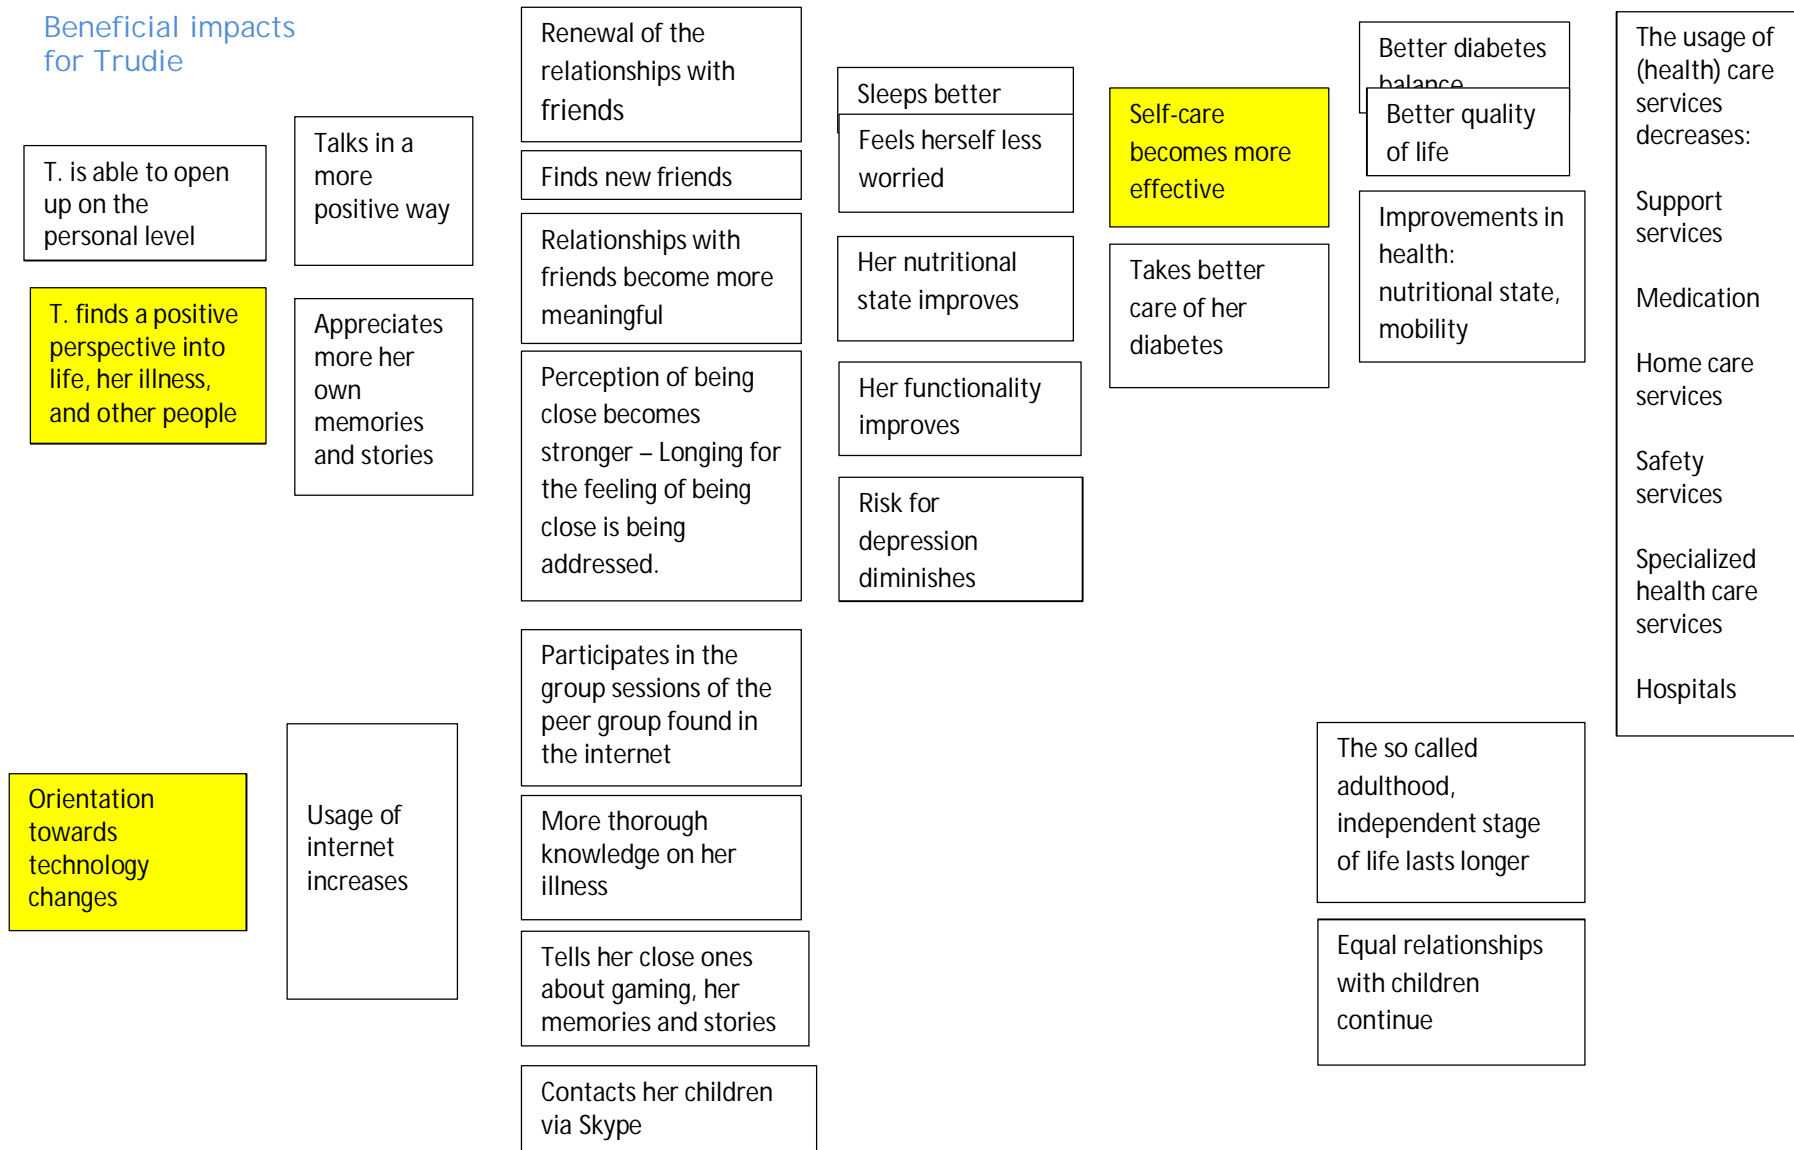 Beneficial impacts
for Trudie
T. is able to open
up on the
personal level
T. finds a positive
perspective into
life, her illness,
and other people
Orientation
towards
technology
changes
Talks in a
more
positive way
Appreciates
more her
own
memories
and stories
Usage of
internet
increases
Renewal of the
relationships with
friends
Finds new friends
Relationships with
friends become more
meaningful
Perception of being
close becomes
stronger – Longing for
the feeling of being
close is being
addressed.
Participates in the
group sessions of the
peer group found in
the internet
More thorough
knowledge on her
illness
Tells her close ones
about gaming, her
memories and stories
Contacts her children
via Skype
Sleeps better
Feels herself less
worried
Her nutritional
state improves
Her functionality
improves
Risk for
depression
diminishes
Self-care
becomes more
effective
Takes better
care of her
diabetes
Better diabetes
balance
Better quality
of life
Improvements in
health:
nutritional state,
mobility
The so called
adulthood,
independent stage
of life lasts longer
Equal relationships
with children
continue
The usage of
(health) care
services
decreases:
Support
services
Medication
Home care
services
Safety
services
Specialized
health care
services
Hospitals